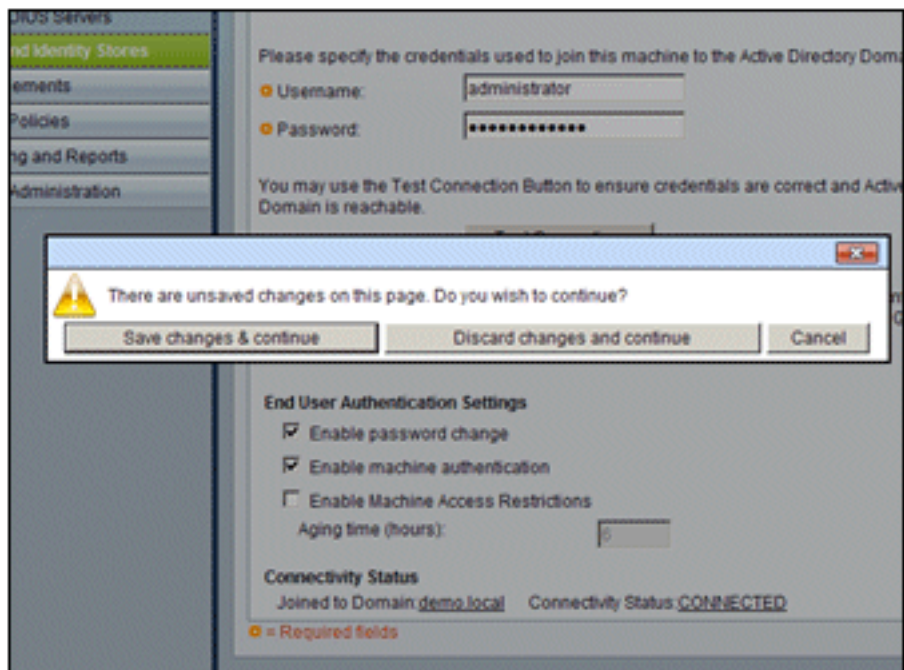 DIUS Servers
nd Identity Stores
ements
Policies
ng and Reports
Administration
Please specify the credentials used to join this machine to the Active Directory Doma
Username:
administrator
Password:
••••••••••••
You may use the Test Connection Button to ensure credentials are correct and Active
Domain is reachable.
There are unsaved changes on this page. Do you wish to continue?
Save changes & continue
Discard changes and continue
Cancel
End User Authentication Settings
Enable password change
Enable machine authentication
Enable Machine Access Restrictions
Aging time (hours):
6
Connectivity Status
Joined to Domain:demo.local Connectivity Status:CONNECTED
= Required fields